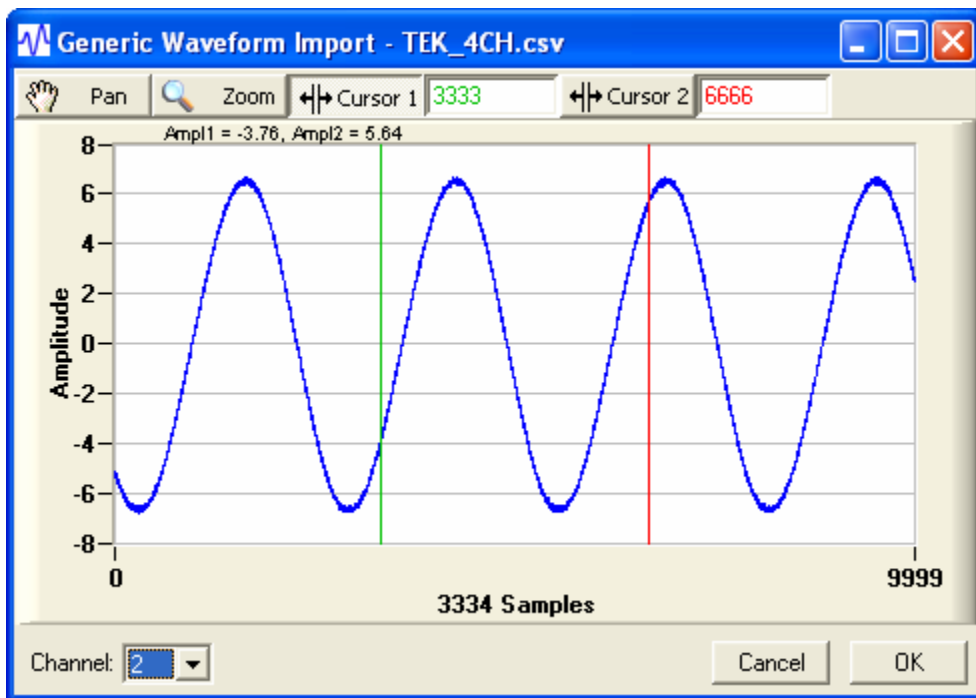 Generic Waveform Import - TEK_4CH.csv
Pan Zoom Cursor 1 3333 Cursor 2 6666
Ampl1 = -3.76, Ampl2 = 5.64
8
6
4
2
0
-2
-4
-6
-8
Amplitude
0 9999
3334 Samples
Channel: 2 Cancel OK